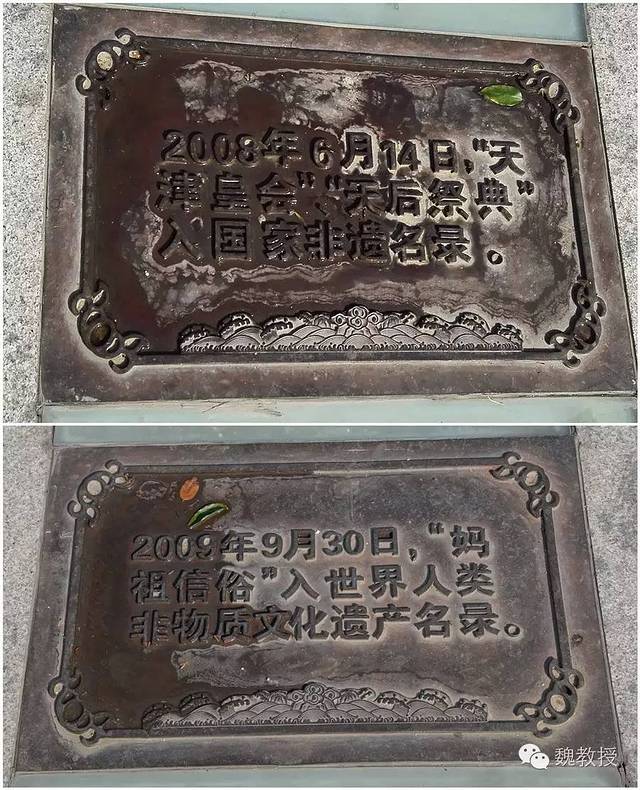 2008年6月14日，“天
津皇会”、“天后祭典”
入国家非遗名录。
2009年9月30日，“妈
祖信俗”入世界人类
非物质文化遗产名录。
魏教授